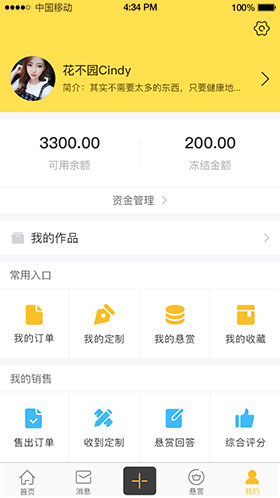 中国移动 4:34 PM 100%
花不园Cindy
简介：其实不需要太多的东西，只要健康地...
3300.00 200.00
可用余额 冻结金额
资金管理
我的作品
常用入口
我的订单 我的定制 我的悬赏 我的收藏
我的销售
售出订单 收到定制 悬赏回答 综合评分
首页 消息 悬赏 我的